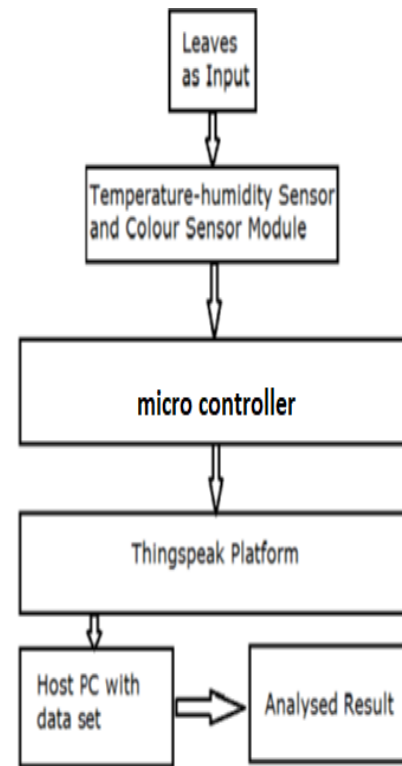 Leaves
as Input
Temperature-humidity Sensor
and Colour Sensor Module
micro controller
Thingspeak Platform
Host PC with
data set
Analysed Result